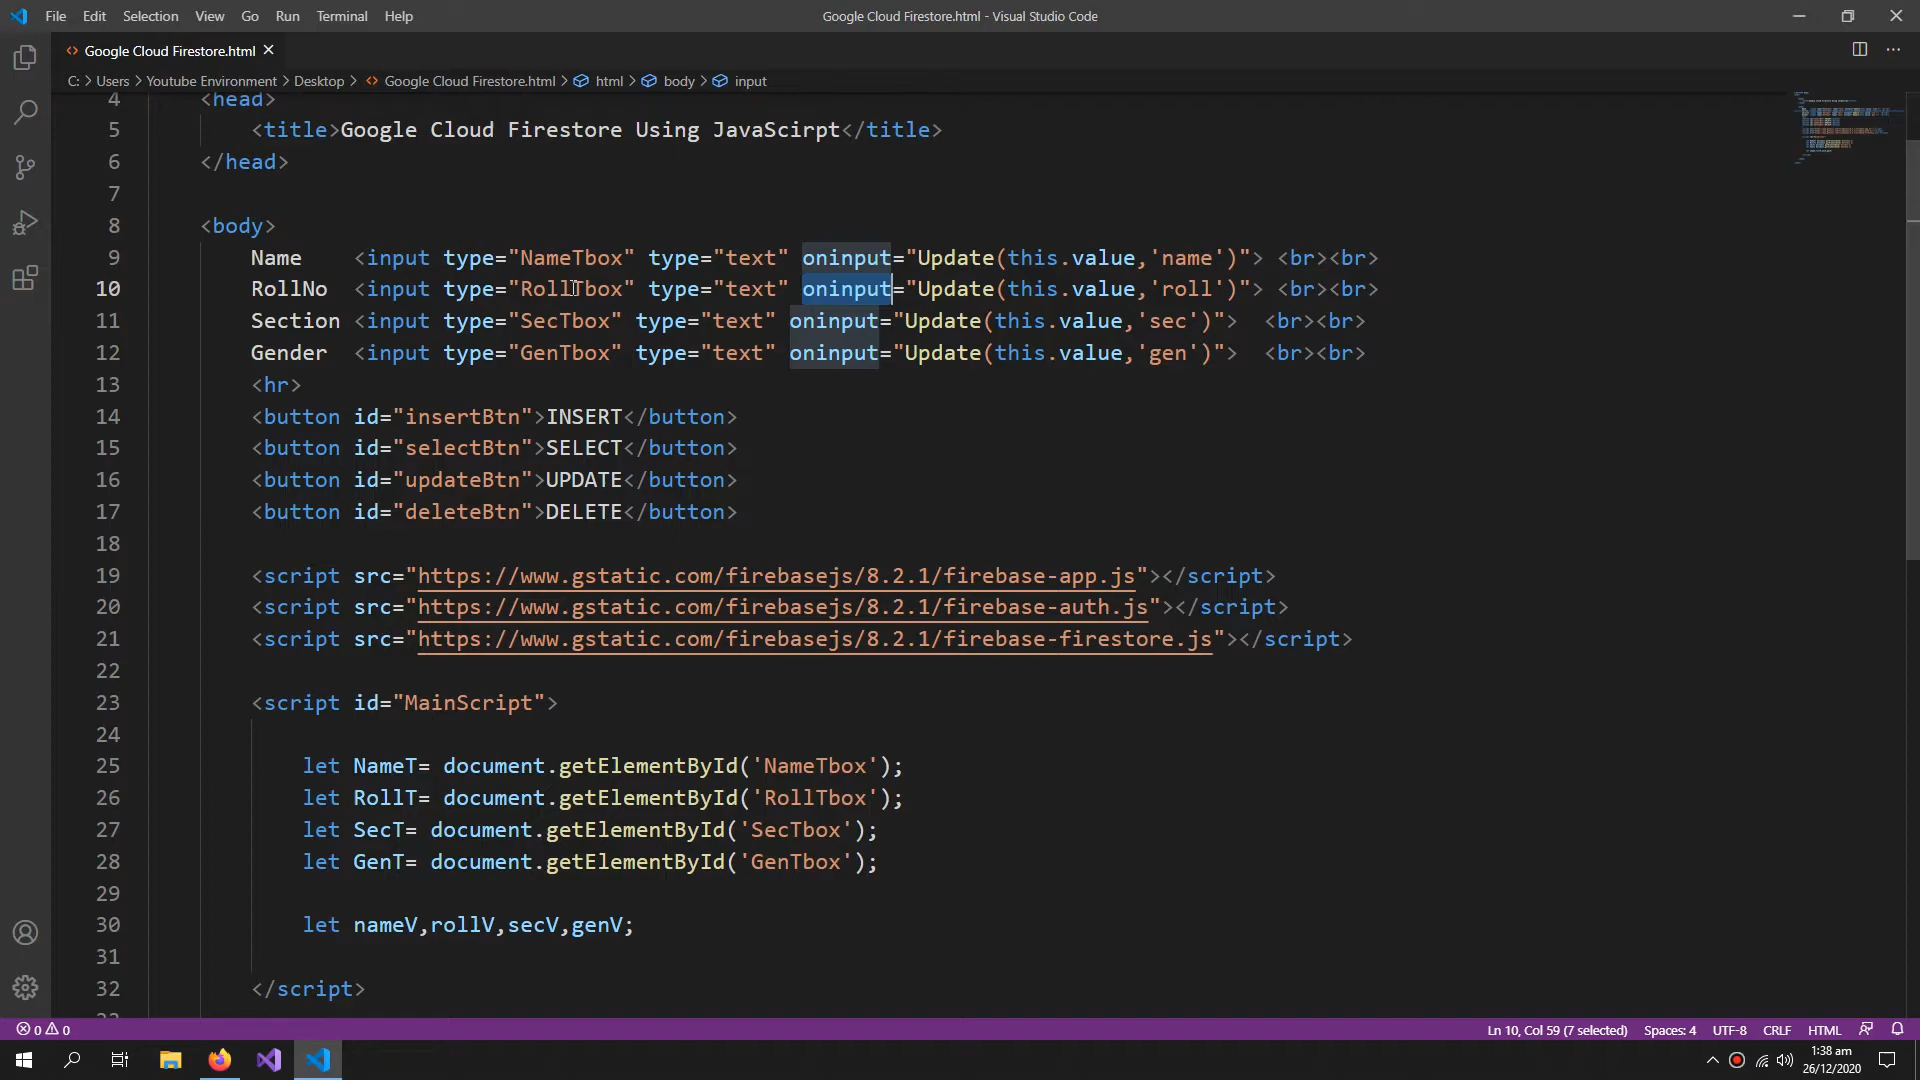 File Edit Selection View Go Run Terminal Help
Google Cloud Firestore.html - Visual Studio Code
Google Cloud Firestore.html
C: > Users > Youtube Environment > Desktop > Google Cloud Firestore.html > html > body > input
4 <head>
5 <title>Google Cloud Firestore Using JavaScirpt</title>
6 </head>
7
8 <body>
9 Name <input type="NameTbox" type="text" oninput="Update(this.value,'name')"> <br><br>
10 RollNo <input type="RollTbox" type="text" oninput="Update(this.value,'roll')"> <br><br>
11 Section <input type="SecTbox" type="text" oninput="Update(this.value,'sec')"> <br><br>
12 Gender <input type="GenTbox" type="text" oninput="Update(this.value,'gen')"> <br><br>
13 <hr>
14 <button id="insertBtn">INSERT</button>
15 <button id="selectBtn">SELECT</button>
16 <button id="updateBtn">UPDATE</button>
17 <button id="deleteBtn">DELETE</button>
18
19 <script src="https://www.gstatic.com/firebasejs/8.2.1/firebase-app.js"></script>
20 <script src="https://www.gstatic.com/firebasejs/8.2.1/firebase-auth.js"></script>
21 <script src="https://www.gstatic.com/firebasejs/8.2.1/firebase-firestore.js"></script>
22
23 <script id="MainScript">
24
25 let NameT= document.getElementById('NameTbox');
26 let RollT= document.getElementById('RollTbox');
27 let SecT= document.getElementById('SecTbox');
28 let GenT= document.getElementById('GenTbox');
29
30 let nameV,rollV,secV,genV;
31
32 </script>
0 0
Ln 10, Col 59 (7 selected) Spaces: 4 UTF-8 CRLF HTML
1:38 am
26/12/2020